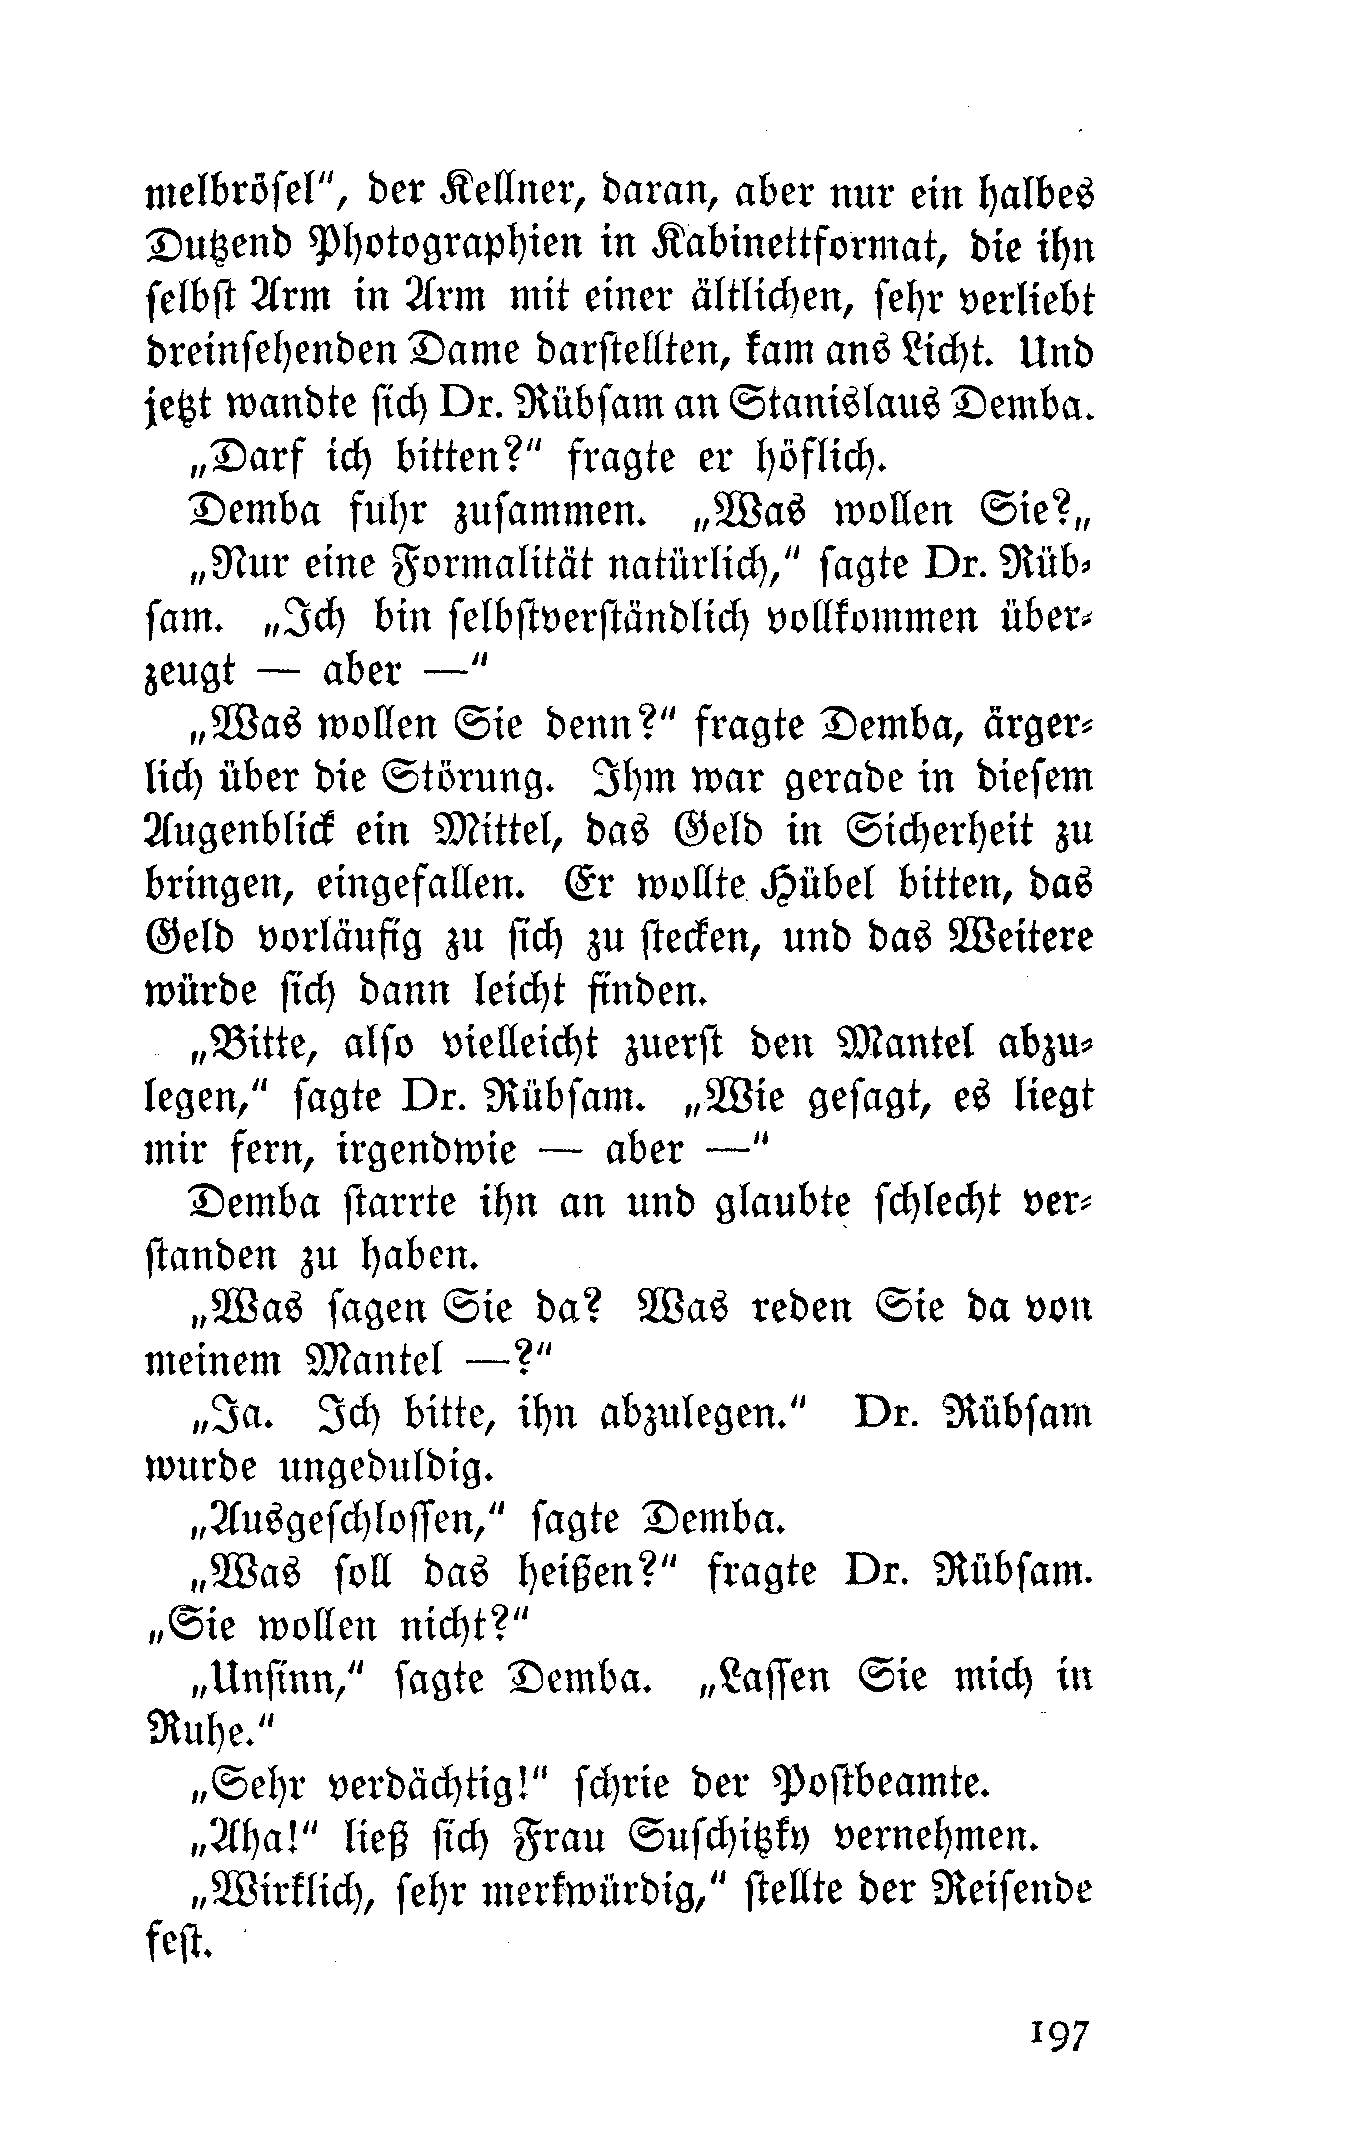 melbröſel“, der Kellner, daran, aber nur ein halbes
Dutzend Photographien in Kabinettformat, die ihn
ſelbſt Arm in Arm mit einer ältlichen, ſehr verliebt
dreinſehenden Dame darſtellten, kam ans Licht. Und
jetzt wandte ſich Dr. Rübſam an Stanislaus Demba.
„Darf ich bitten?“ fragte er höflich.
Demba fuhr zuſammen. „Was wollen Sie?„
„Nur eine Formalität natürlich,“ ſagte Dr. Rüb⸗
ſam. „Ich bin ſelbſtverſtändlich vollkommen über⸗
zeugt — aber —“
„Was wollen Sie denn?“ fragte Demba, ärger⸗
lich über die Störung. Ihm war gerade in dieſem
Augenblick ein Mittel, das Geld in Sicherheit zu
bringen, eingefallen. Er wollte Hübel bitten, das
Geld vorläufig zu ſich zu ſtecken, und das Weitere
würde ſich dann leicht finden.
„Bitte, alſo vielleicht zuerſt den Mantel abzu⸗
legen,“ ſagte Dr. Rübſam. „Wie geſagt, es liegt
mir fern, irgendwie — aber —“
Demba ſtarrte ihn an und glaubte ſchlecht ver⸗
ſtanden zu haben.
„Was ſagen Sie da? Was reden Sie da von
meinem Mantel —?“
„Ja. Ich bitte, ihn abzulegen.“ Dr. Rübſam
wurde ungeduldig.
„Ausgeſchloſſen,“ ſagte Demba.
„Was ſoll das heißen?“ fragte Dr. Rübſam.
„Sie wollen nicht?“
„Unſinn,“ ſagte Demba. „Laſſen Sie mich in
Ruhe.“
„Sehr verdächtig!“ ſchrie der Poſtbeamte.
„Aha!“ ließ ſich Frau Suſchitzky vernehmen.
„Wirklich, ſehr merkwürdig,“ ſtellte der Reiſende
feſt.
197